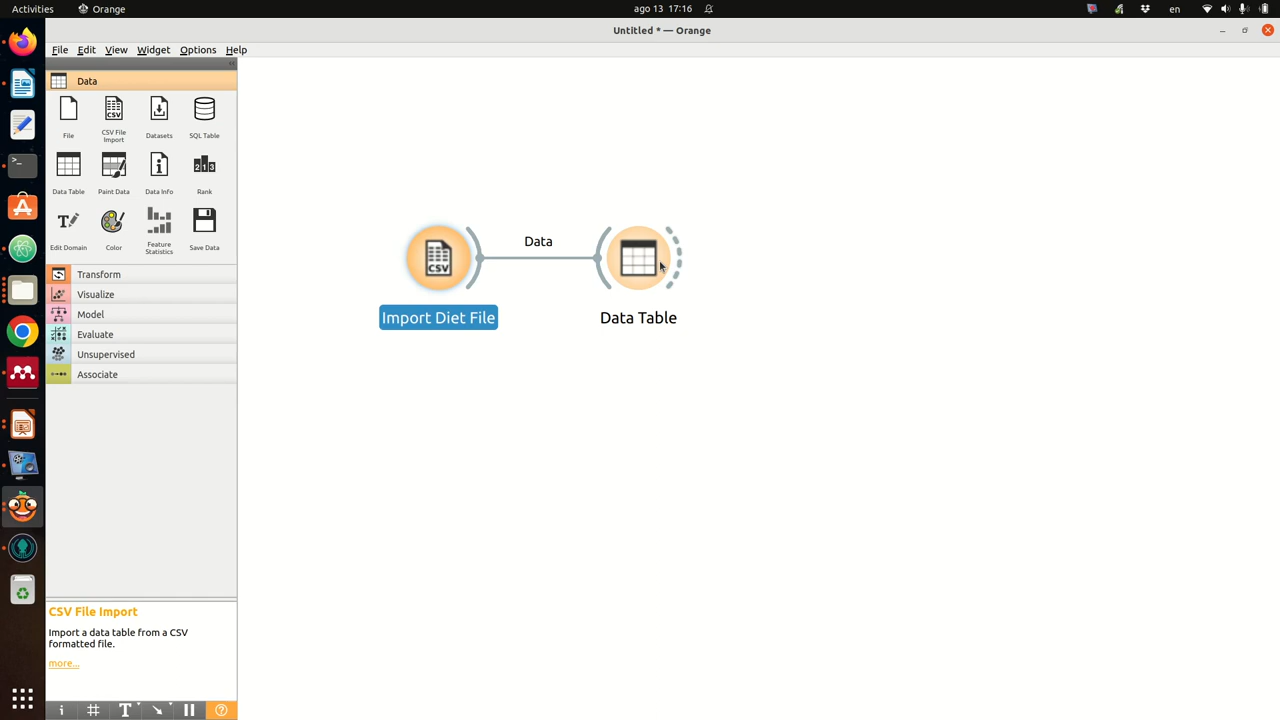 Activities
Orange
ago 13 17:16
en
Untitled * — Orange
File Edit View Widget Options Help
Data
File
CSV File
Import
Datasets
SQL Table
Data Table
Paint Data
Data Info
Rank
Edit Domain
Color
Feature
Statistics
Save Data
Transform
Visualize
Model
Evaluate
Unsupervised
Associate
Data
CSV
Import Diet File
Data Table
CSV File Import
Import a data table from a CSV
formatted file.
more...